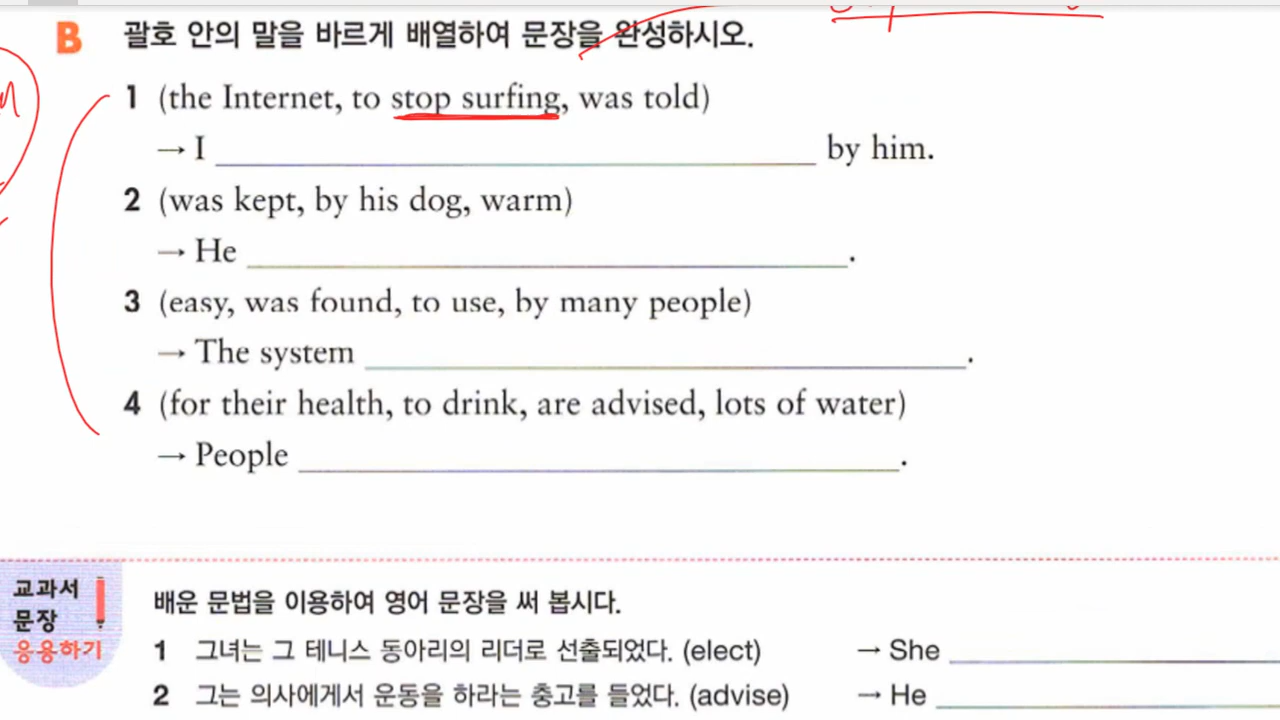 B 괄호 안의 말을 바르게 배열하여 문장을 완성하시오.
1 (the Internet, to stop surfing, was told)
→ I ______ by him.
2 (was kept, by his dog, warm)
→ He ______.
3 (easy, was found, to use, by many people)
→ The system ______.
4 (for their health, to drink, are advised, lots of water)
→ People ______.
교과서
문장
응용하기
배운 문법을 이용하여 영어 문장을 써 봅시다.
1 그녀는 그 테니스 동아리의 리더로 선출되었다. (elect) → She ______
2 그는 의사에게서 운동을 하라는 충고를 들었다. (advise) → He ______